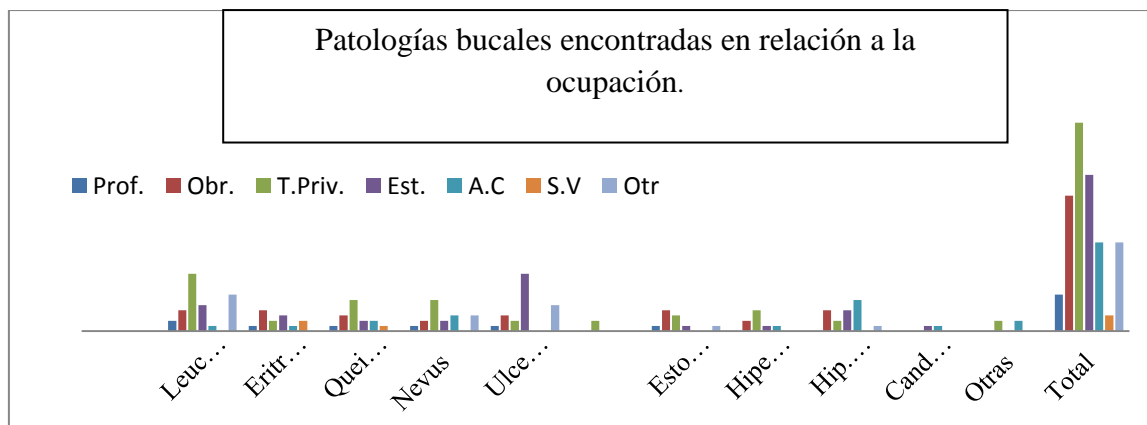 Patologías bucales encontradas en relación a la
ocupación.
Prof. Obr. T.Priv. Est. A.C S.V Otr
Leuc...
Eritr...
Quei...
Nevus
Ulce...
Esto...
Hipe...
Hip....
Cand...
Otras
Total